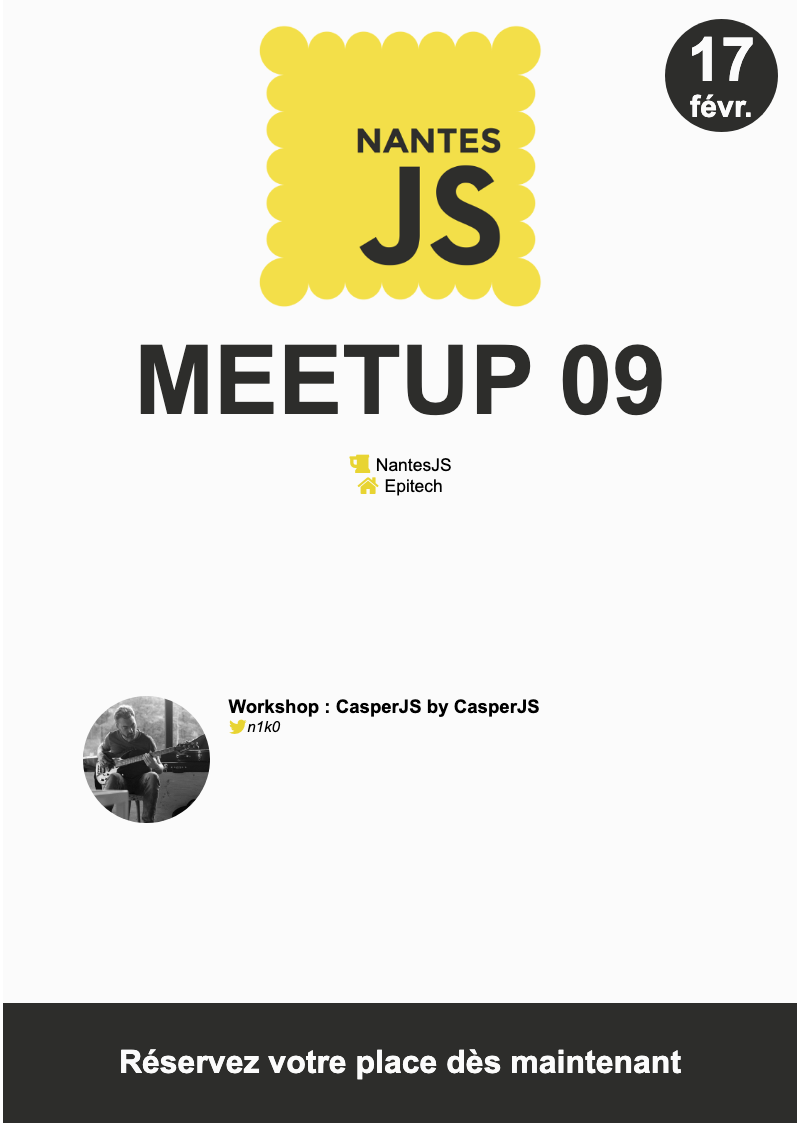 17
févr.
NANTES
JS
MEETUP 09
NantesJS
Epitech
Workshop : CasperJS by CasperJS
n1k0
Réservez votre place dès maintenant